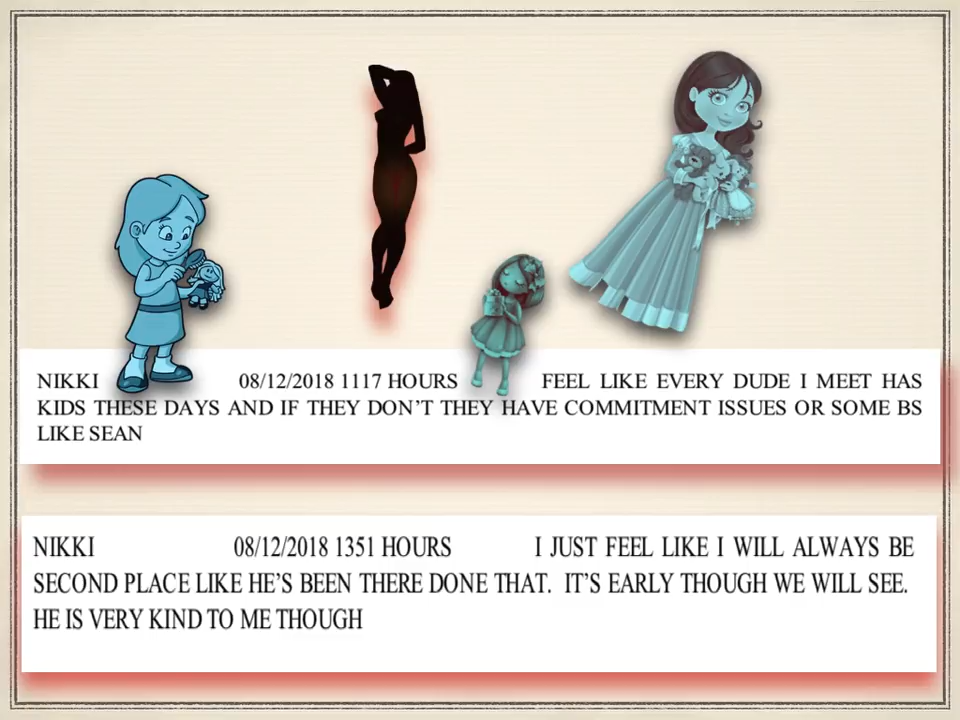 NIKKI 08/12/2018 1117 HOURS FEEL LIKE EVERY DUDE I MEET HAS
KIDS THESE DAYS AND IF THEY DON'T THEY HAVE COMMITMENT ISSUES OR SOME BS
LIKE SEAN
NIKKI 08/12/2018 1351 HOURS I JUST FEEL LIKE I WILL ALWAYS BE
SECOND PLACE LIKE HE'S BEEN THERE DONE THAT. IT'S EARLY THOUGH WE WILL SEE.
HE IS VERY KIND TO ME THOUGH